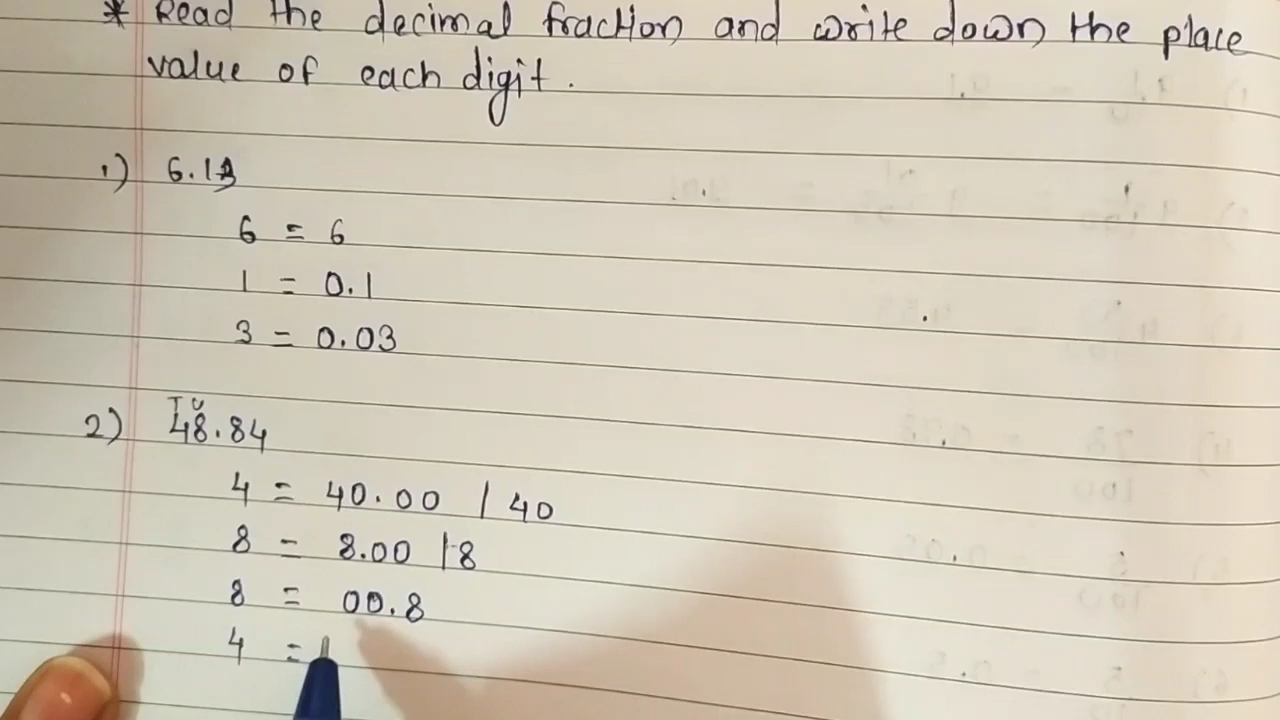 * Read the decimal fraction and write down the place
value of each digit.
1) 6.13
6 = 6
1 = 0.1
3 = 0.03
T U
2) 48.84
4 = 40.00 / 40
8 = 8.00 / 8
8 = 00.8
4 =